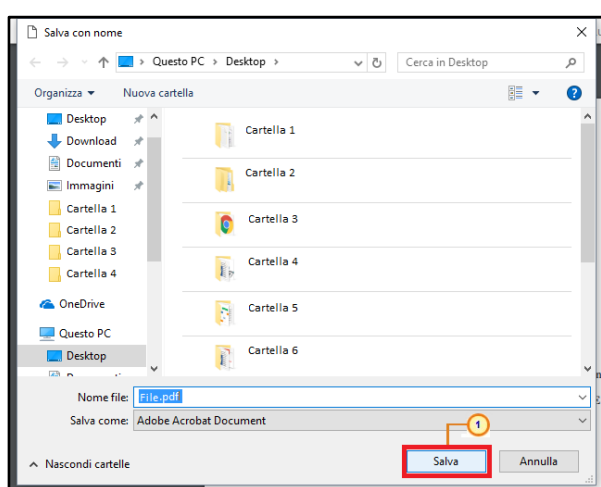 Salva con nome
Questo PC > Desktop >
Cerca in Desktop
Organizza
Nuova cartella
Desktop
Download
Documenti
Immagini
Cartella 1
Cartella 2
Cartella 3
Cartella 4
OneDrive
Questo PC
Desktop
Cartella 1
Cartella 2
Cartella 3
Cartella 4
Cartella 5
Cartella 6
Nome file: File.pdf
Salva come: Adobe Acrobat Document
1
Nascondi cartelle
Salva
Annulla